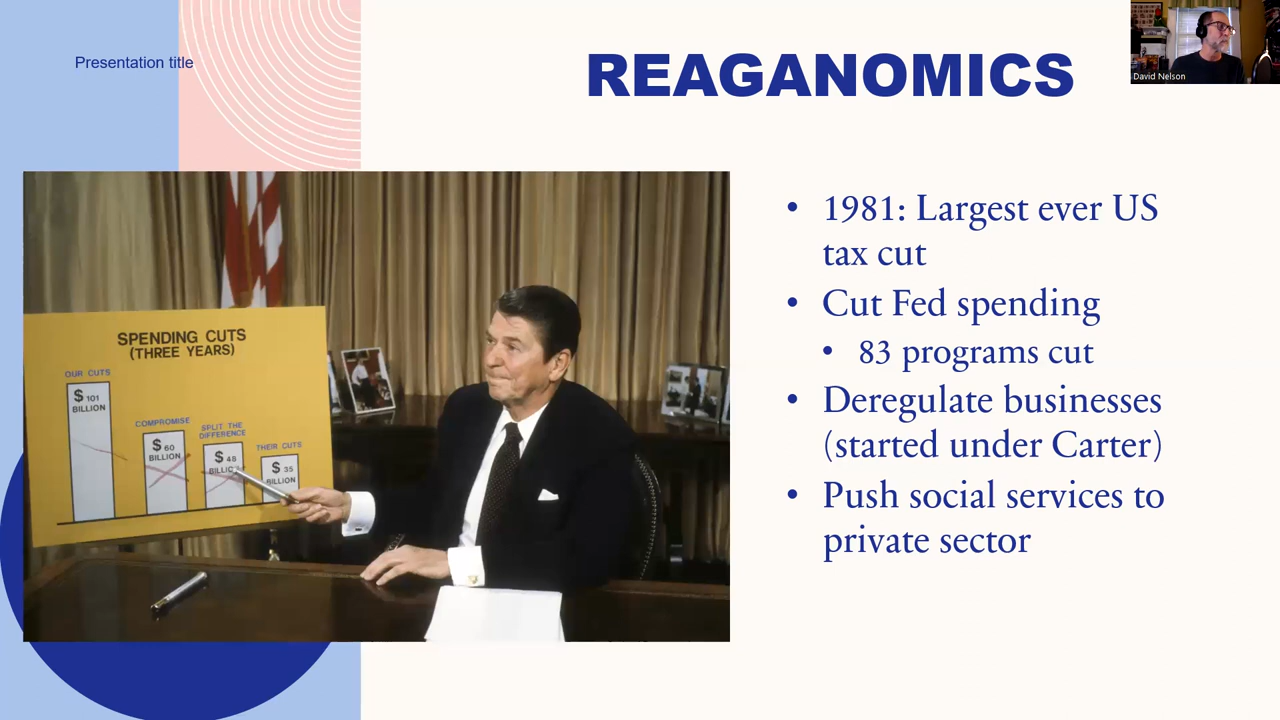 Presentation title
REAGANOMICS
David Nelson
SPENDING CUTS
(THREE YEARS)
OUR CUTS
$ 101
BILLION
COMPROMISE
$ 60
BILLION
SPLIT THE
DIFFERENCE
$ 48
BILLION
THEIR CUTS
$ 35
BILLION
• 1981: Largest ever US
tax cut
• Cut Fed spending
• 83 programs cut
• Deregulate businesses
(started under Carter)
• Push social services to
private sector